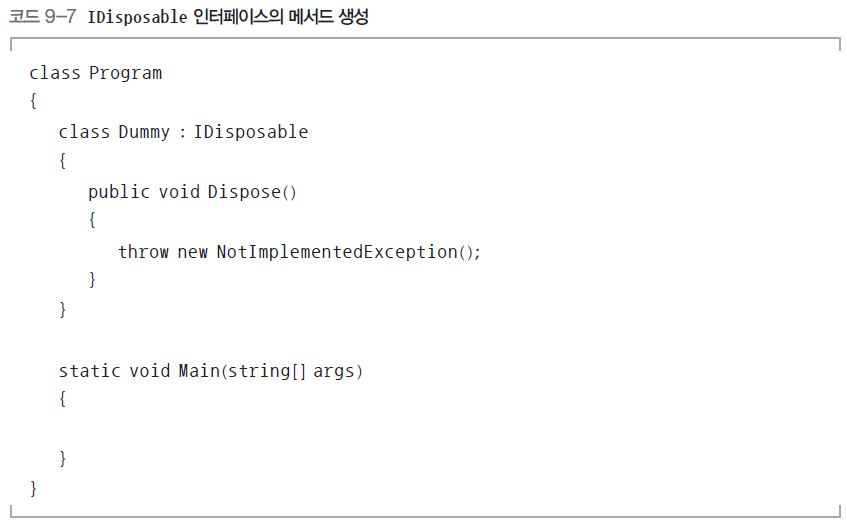 코드 9-7 IDisposable 인터페이스의 메서드 생성
class Program
{
class Dummy : IDisposable
{
public void Dispose()
{
throw new NotImplementedException();
}
}
static void Main(string[] args)
{
}
}